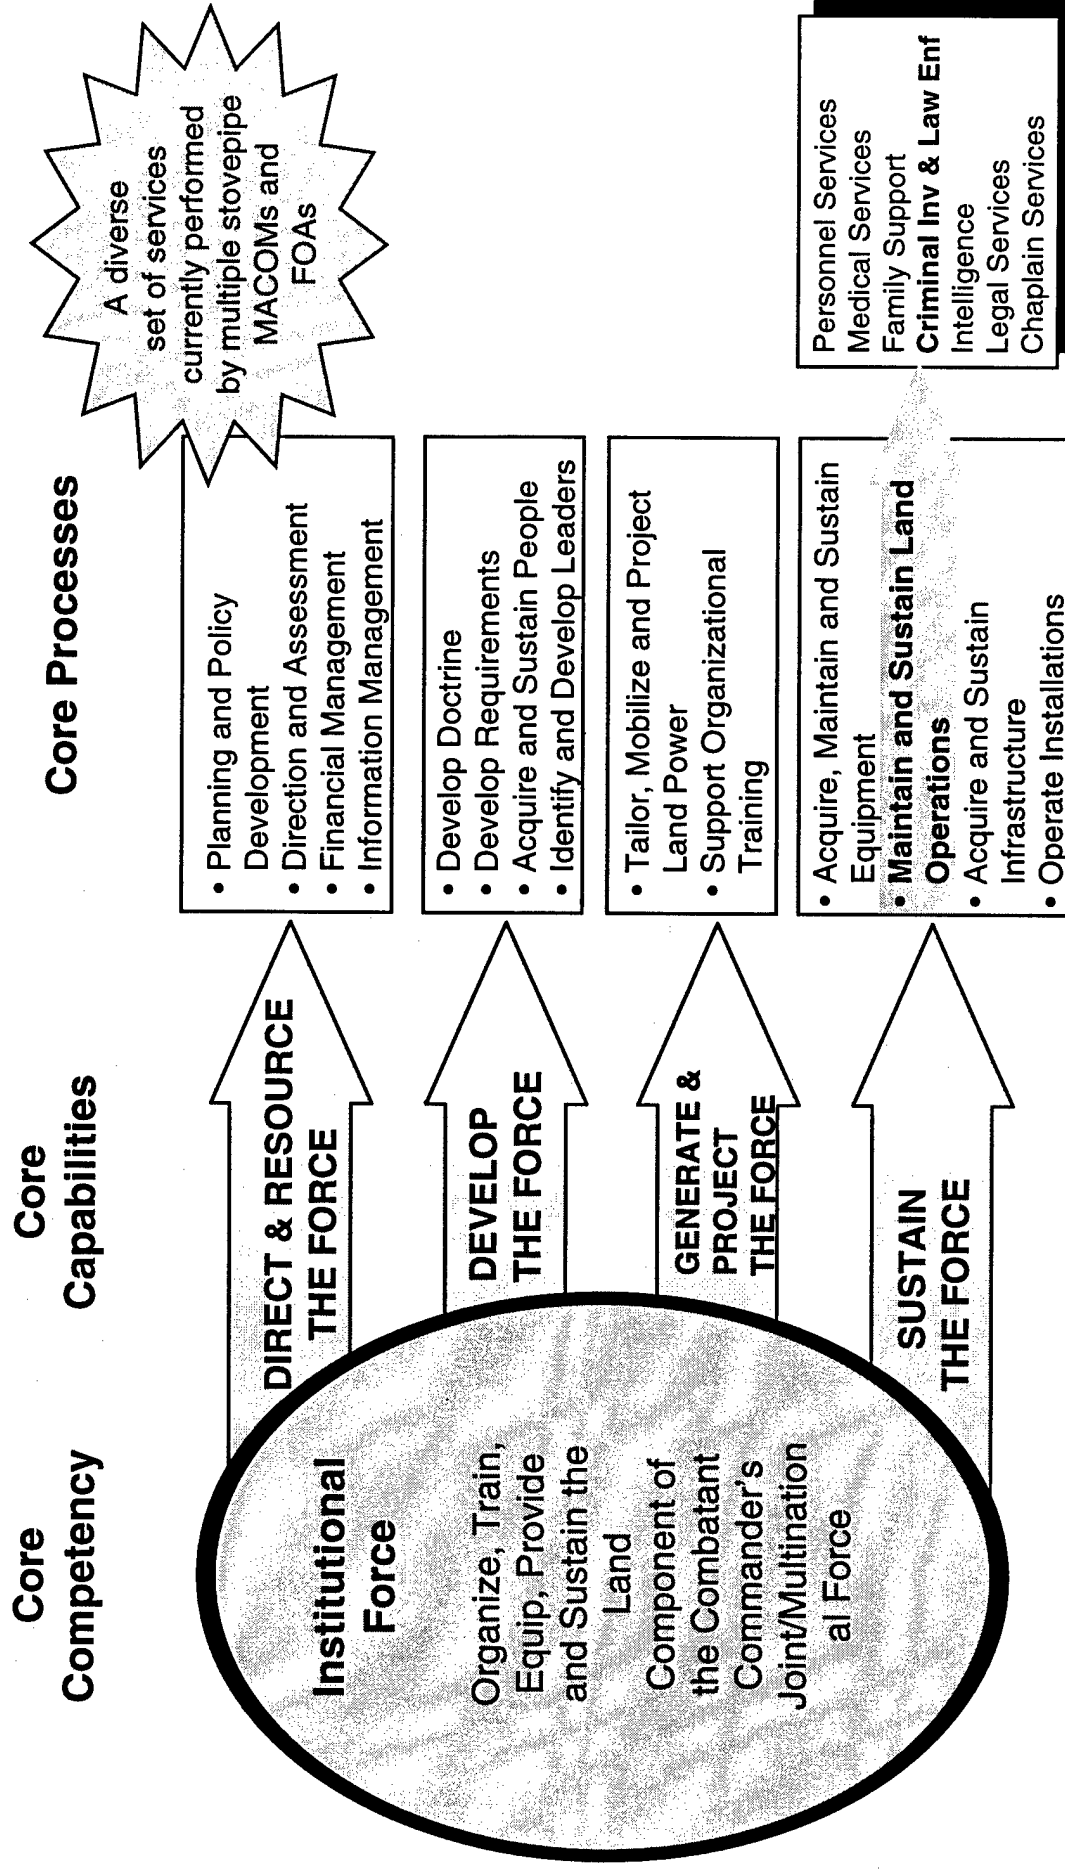 Core
Competency
Core
Capabilities
Core Processes
Institutional
Force
Organize, Train,
Equip, Provide
and Sustain the
Land
Component of
the Combatant
Commander's
Joint/Multination
al Force
DIRECT & RESOURCE
THE FORCE
• Planning and Policy
Development
• Direction and Assessment
• Financial Management
• Information Management
A diverse
set of services
currently performed
by multiple stovepipe
MACOMs and
FOAs
DEVELOP
THE FORCE
• Develop Doctrine
• Develop Requirements
• Acquire and Sustain People
• Identify and Develop Leaders
GENERATE &
PROJECT
THE FORCE
• Tailor, Mobilize and Project
Land Power
• Support Organizational
Training
SUSTAIN
THE FORCE
• Acquire, Maintain and Sustain
Equipment
• Maintain and Sustain Land
Operations
• Acquire and Sustain
Infrastructure
• Operate Installations
Personnel Services
Medical Services
Family Support
Criminal Inv & Law Enf
Intelligence
Legal Services
Chaplain Services